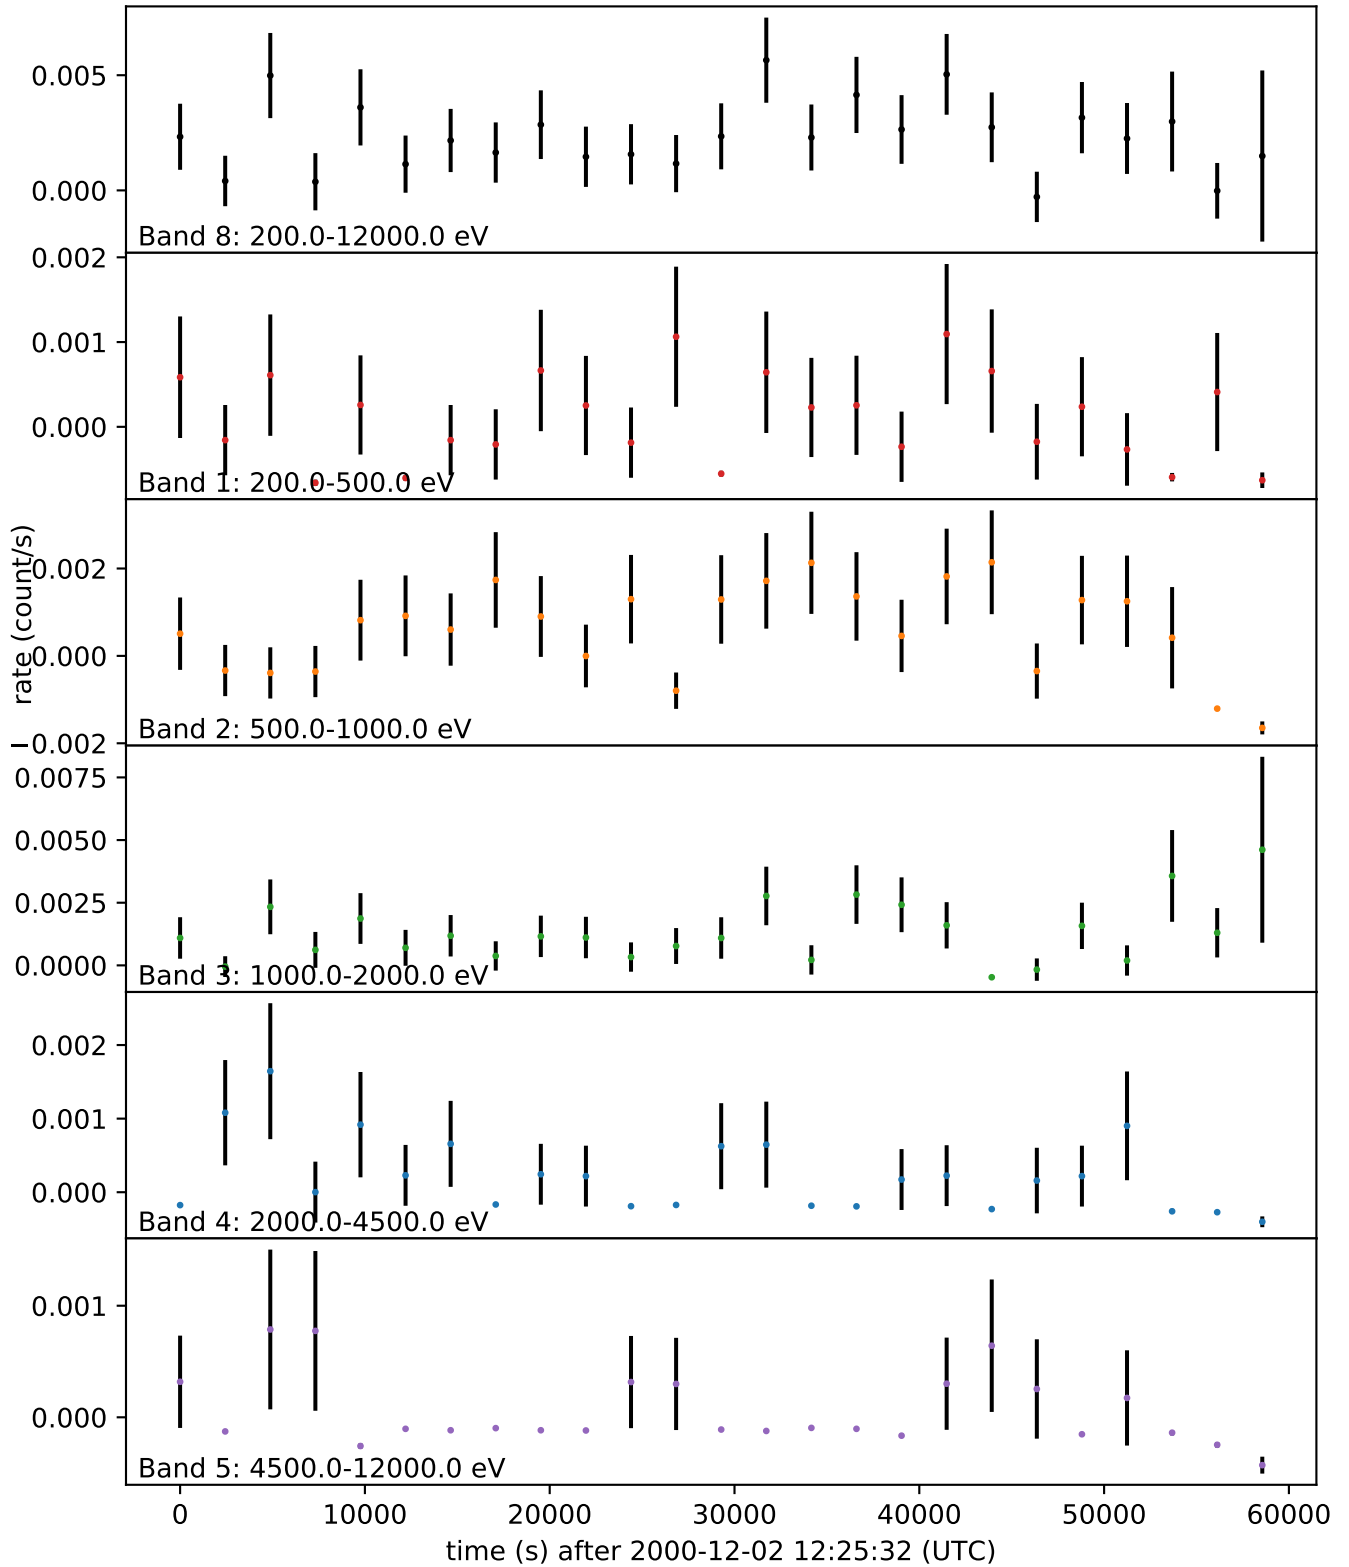 0.005
0.000
Band 8: 200.0-12000.0 eV
0.002
0.001
0.000
Band 1: 200.0-500.0 eV
rate (count/s)
0.002
0.000
−0.002
Band 2: 500.0-1000.0 eV
0.0075
0.0050
0.0025
0.0000
Band 3: 1000.0-2000.0 eV
0.002
0.001
0.000
Band 4: 2000.0-4500.0 eV
0.001
0.000
Band 5: 4500.0-12000.0 eV
0 10000 20000 30000 40000 50000 60000
time (s) after 2000-12-02 12:25:32 (UTC)